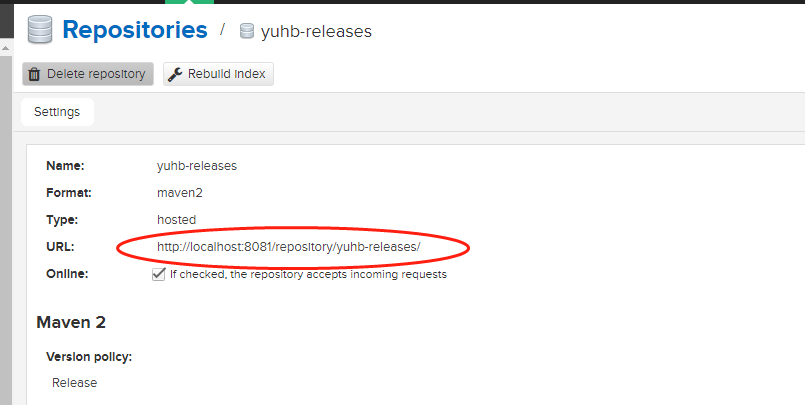 Repositories / yuhb-releases
Delete repository Rebuild index
Settings
Name: yuhb-releases
Format: maven2
Type: hosted
URL: http://localhost:8081/repository/yuhb-releases/
Online: If checked, the repository accepts incoming requests
Maven 2
Version policy:
Release